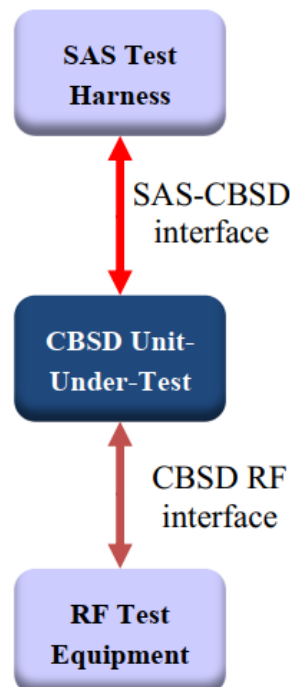 SAS Test
Harness
SAS-CBSD
interface
CBSD Unit-
Under-Test
CBSD RF
interface
RF Test
Equipment